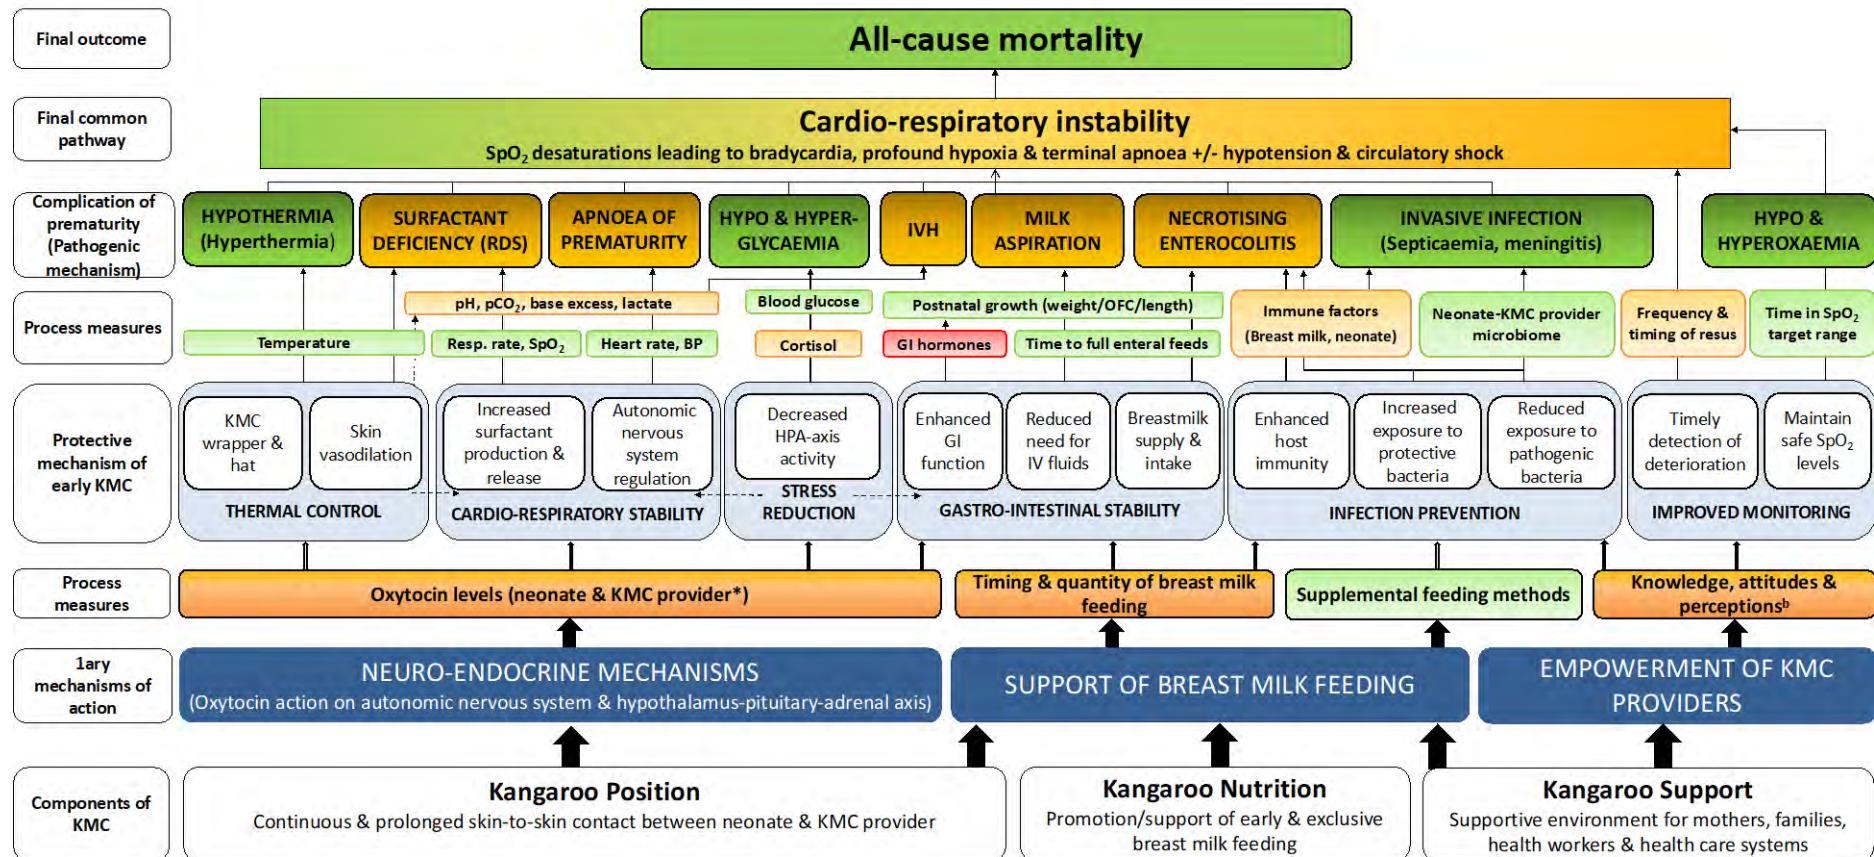 Final outcome
All-cause mortality
Final common
pathway
Cardio-respiratory instability
SpO₂ desaturations leading to bradycardia, profound hypoxia & terminal apnoea +/- hypotension & circulatory shock
Complication of
prematurity
(Pathogenic
mechanism)
HYPOTHERMIA
(Hyperthermia)
SURFACTANT
DEFICIENCY (RDS)
APNOEA OF
PREMATURITY
HYPO & HYPER-
GLYCAEMIA
IVH
MILK
ASPIRATION
NECROTISING
ENTEROCOLITIS
INVASIVE INFECTION
(Septicaemia, meningitis)
HYPO &
HYPEROXAEMIA
Process measures
pH, pCO₂, base excess, lactate
Blood glucose
Postnatal growth (weight/OFC/length)
Immune factors
(Breast milk, neonate)
Neonate-KMC provider
microbiome
Frequency &
timing of resus
Time in SpO₂
target range
Temperature
Resp. rate, SpO₂
Heart rate, BP
Cortisol
GI hormones
Time to full enteral feeds
Protective
mechanism of
early KMC
KMC
wrapper &
hat
Skin
vasodilation
THERMAL CONTROL
Increased
surfactant
production &
release
Autonomic
nervous
system
regulation
CARDIO-RESPIRATORY STABILITY
Decreased
HPA-axis
activity
STRESS
REDUCTION
Enhanced
GI
function
Reduced
need for
IV fluids
Breastmilk
supply &
intake
GASTRO-INTESTINAL STABILITY
Enhanced
host
immunity
Increased
exposure to
protective
bacteria
Reduced
exposure to
pathogenic
bacteria
INFECTION PREVENTION
Timely
detection of
deterioration
Maintain
safe SpO₂
levels
IMPROVED MONITORING
Process
measures
Oxytocin levels (neonate & KMC provider*)
Timing & quantity of breast milk
feeding
Supplemental feeding methods
Knowledge, attitudes &
perceptionsᵇ
1ary
mechanisms of
action
NEURO-ENDOCRINE MECHANISMS
(Oxytocin action on autonomic nervous system & hypothalamus-pituitary-adrenal axis)
SUPPORT OF BREAST MILK FEEDING
EMPOWERMENT OF KMC
PROVIDERS
Components of
KMC
Kangaroo Position
Continuous & prolonged skin-to-skin contact between neonate & KMC provider
Kangaroo Nutrition
Promotion/support of early & exclusive
breast milk feeding
Kangaroo Support
Supportive environment for mothers, families,
health workers & health care systems